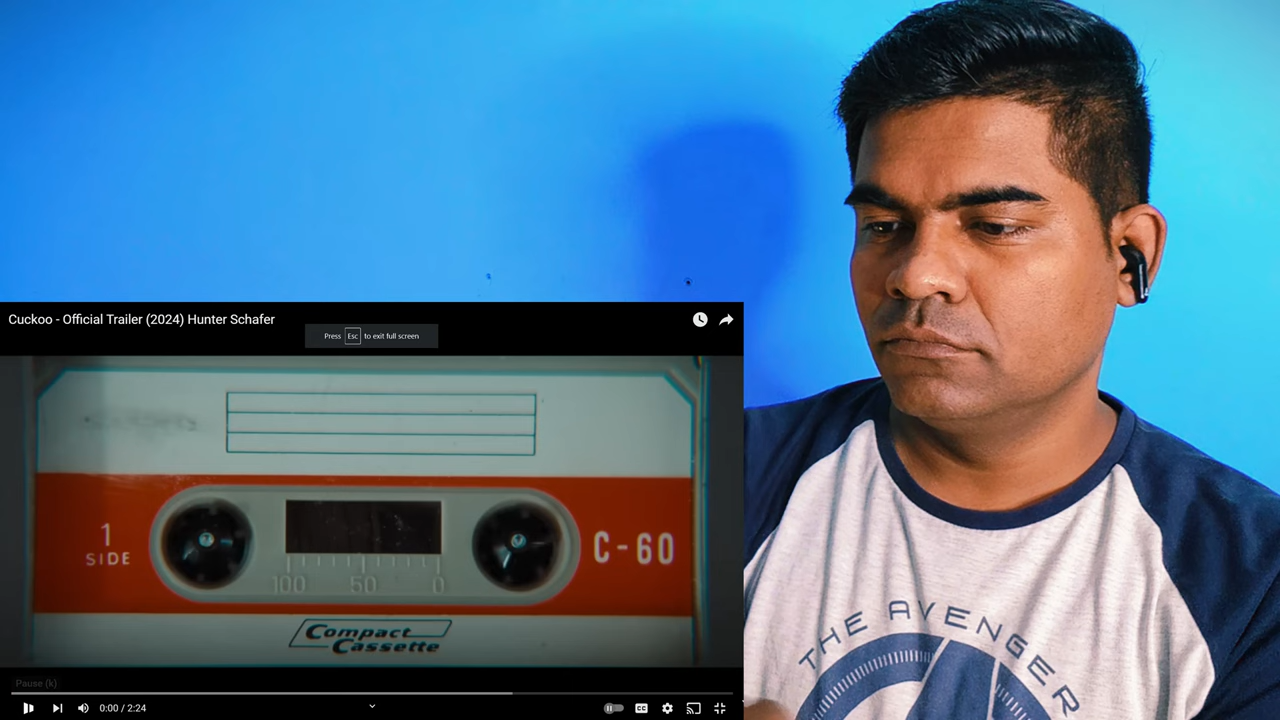 Cuckoo - Official Trailer (2024) Hunter Schafer
Press Esc to exit full screen
1
SIDE
C-60
100 50 0
Compact
Cassette
THE AVENGER
Pause (k)
0:00 / 2:24
CC